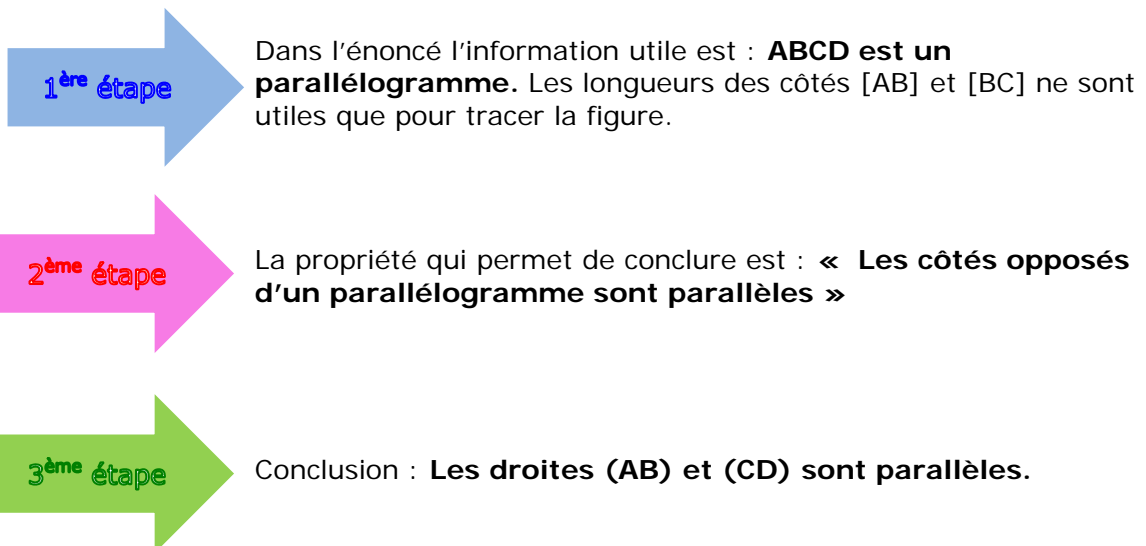 1ère étape
Dans l'énoncé l'information utile est : ABCD est un
parallélogramme. Les longueurs des côtés [AB] et [BC] ne sont
utiles que pour tracer la figure.
2ème étape
La propriété qui permet de conclure est : « Les côtés opposés
d'un parallélogramme sont parallèles »
3ème étape
Conclusion : Les droites (AB) et (CD) sont parallèles.